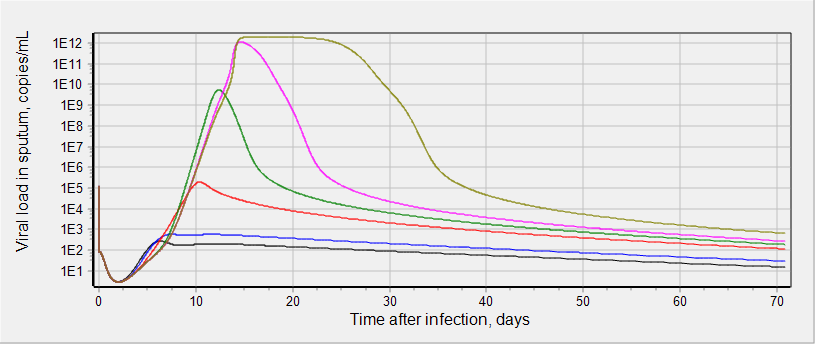 Viral load in sputum, copies/mL
1E12
1E11
1E10
1E9
1E8
1E7
1E6
1E5
1E4
1E3
1E2
1E1
0 10 20 30 40 50 60 70
Time after infection, days